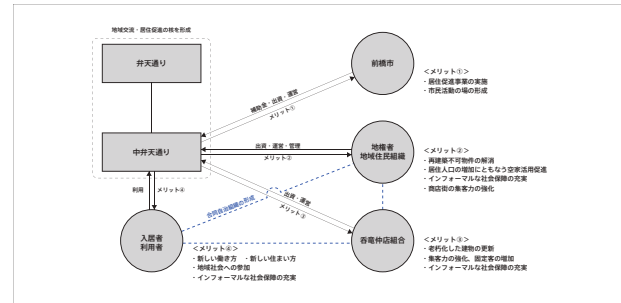 地域交流・居住促進の核を形成
弁天通り
前橋市
<メリット①>
・居住促進事業の実施
・市民活動の場の形成
補助金・出資・運営
メリット①
中弁天通り
出資・運営・管理
メリット②
地権者
地域住民組織
<メリット②>
・再建築不可物件の解消
・居住人口の増加にともなう空家活用促進
・インフォーマルな社会保障の充実
・商店街の集客力の強化
利用
メリット④
合同自治組織の形成
出資・運営
メリット③
入居者
利用者
<メリット④>
・新しい働き方 ・新しい住まい方
・地域社会への参加
・インフォーマルな社会保障の充実
呑竜仲店組合
<メリット③>
・老朽化した建物の更新
・集客力の強化、固定客の増加
・インフォーマルな社会保障の充実